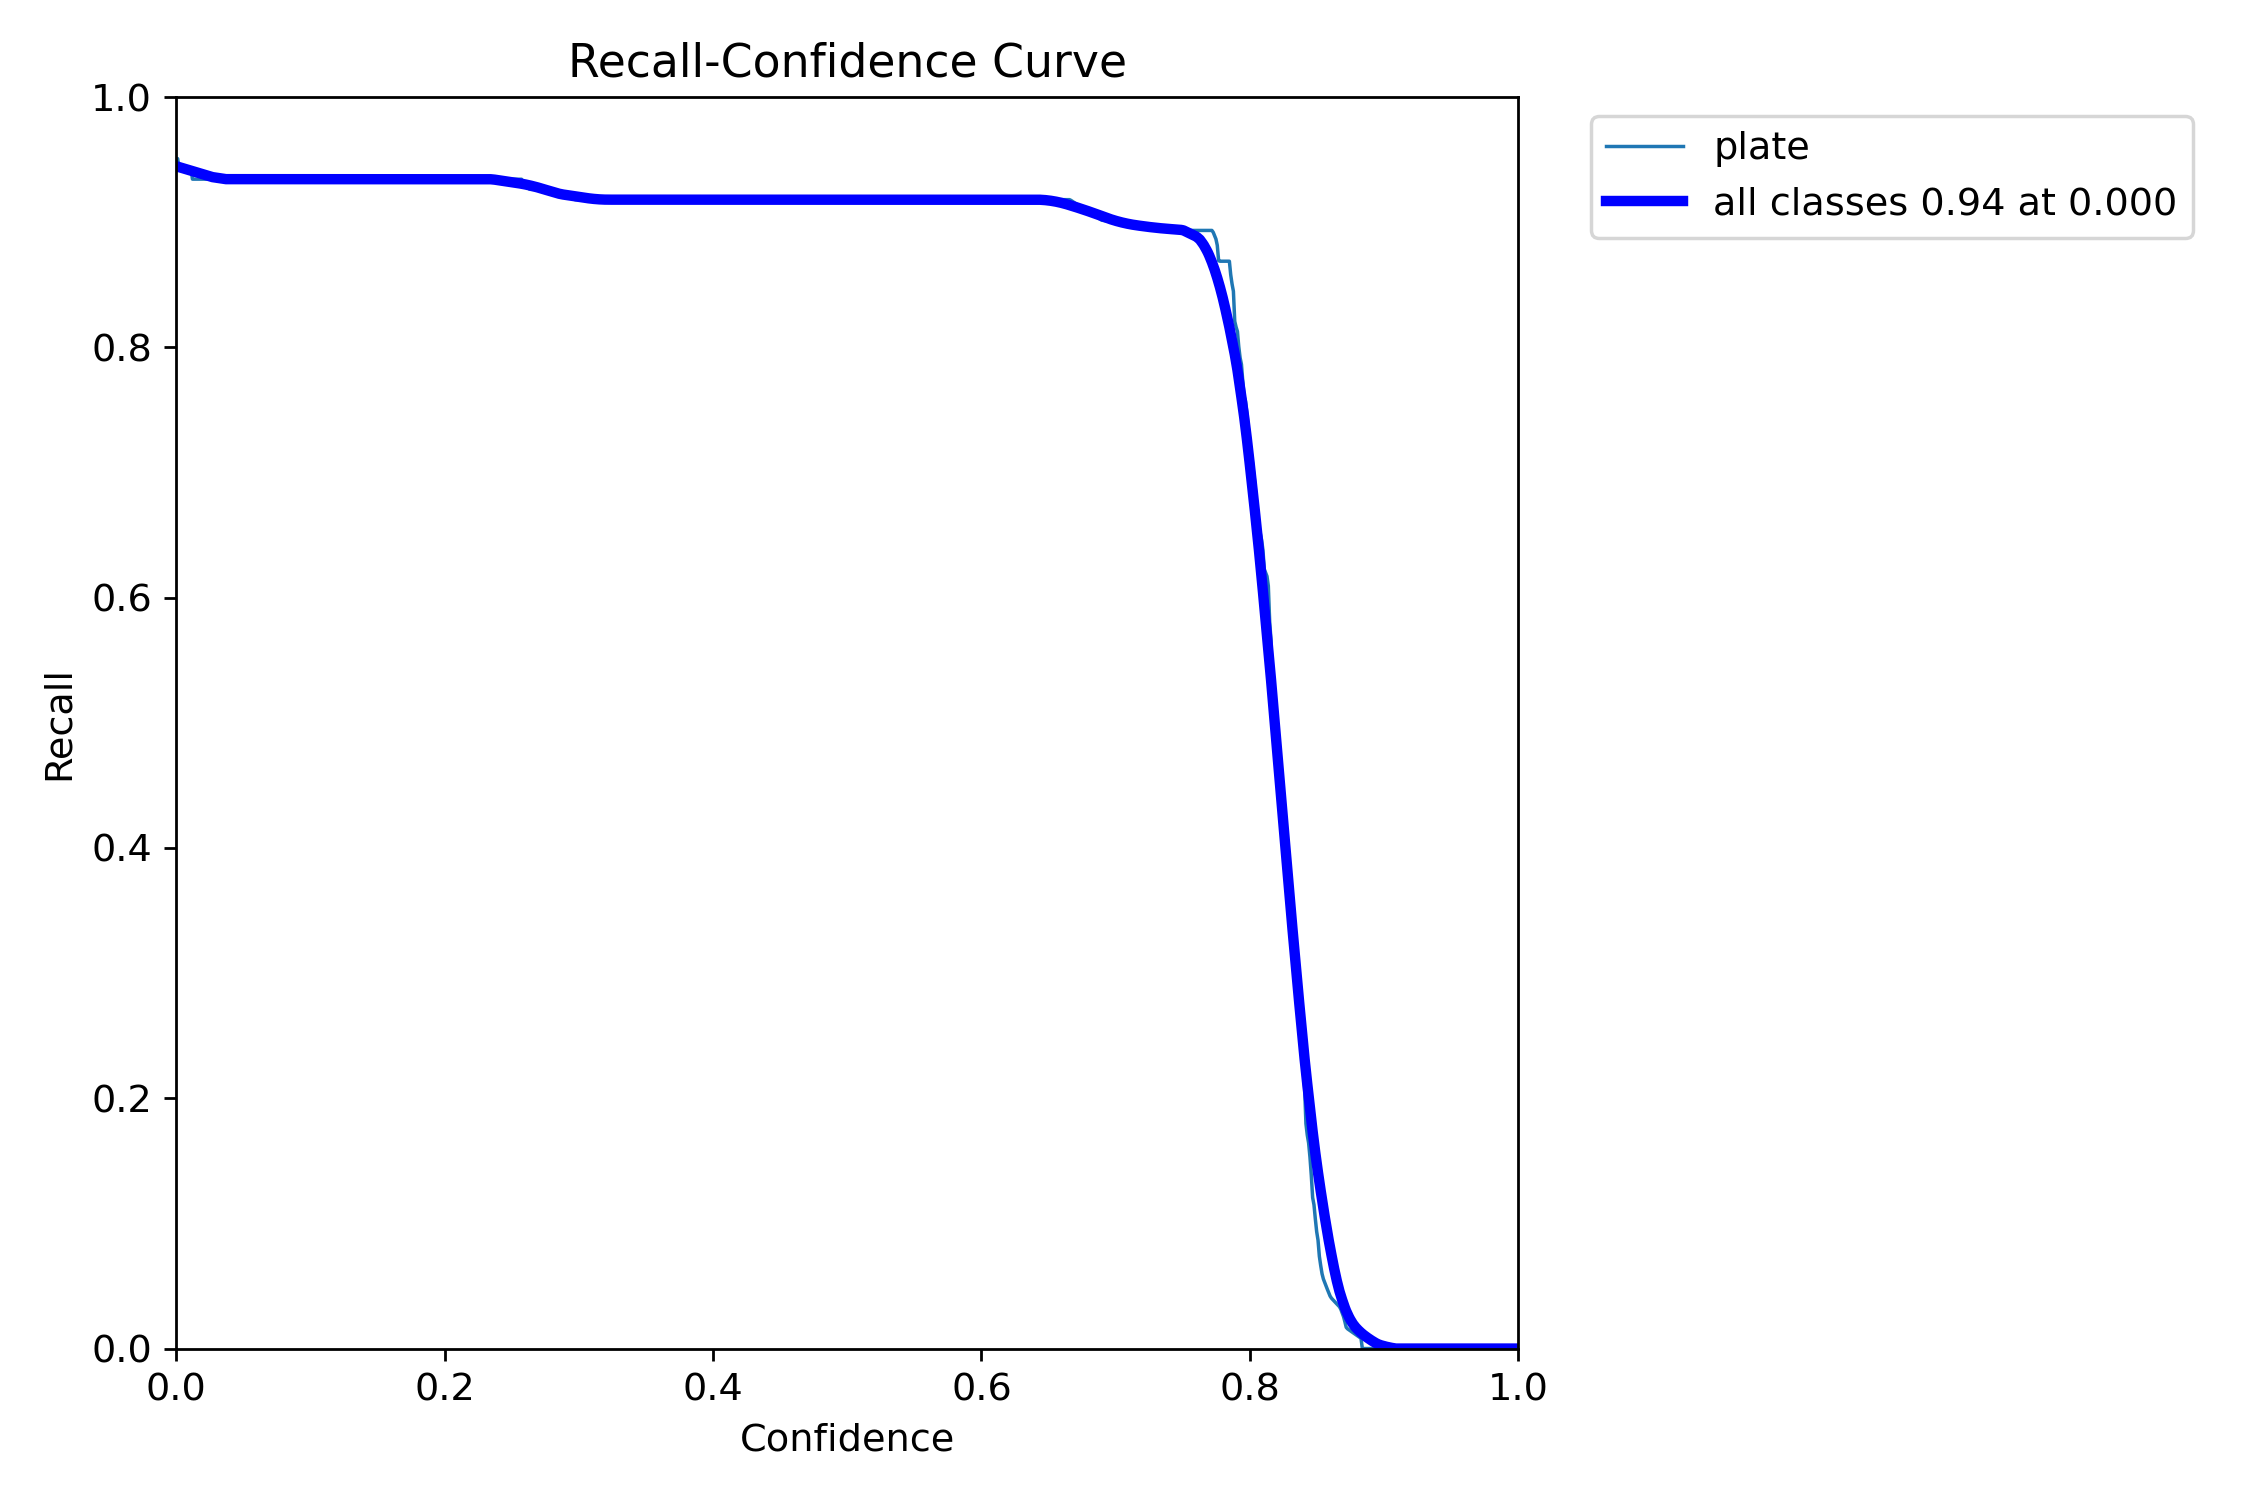 Recall-Confidence Curve
1.0
0.8
0.6
0.4
0.2
0.0
Recall
0.0 0.2 0.4 0.6 0.8 1.0
Confidence
plate
all classes 0.94 at 0.000